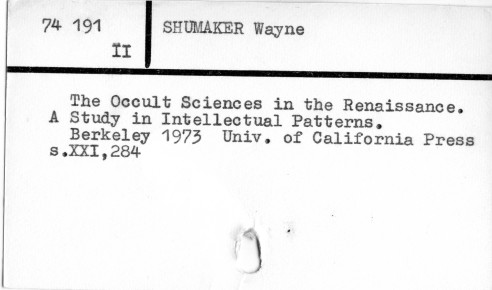 74 191
II
SHUMAKER Wayne
The Occult Sciences in the Renaissance.
A Study in Intellectual Patterns.
Berkeley 1973 Univ. of California Press
s.XXI,284